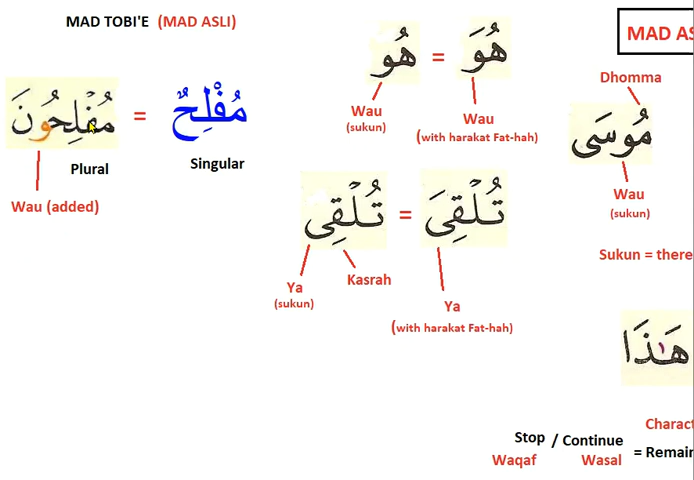 MAD TOBI'E (MAD ASLI)
مُفْلِحُونَ = مُفْلِحٌ
Plural
Singular
Wau (added)
هُو = هُوَ
Wau
(sukun)
Wau
(with harakat Fat-hah)
تُلْقِى = تُلْقِىَ
Ya
(sukun)
Kasrah
Ya
(with harakat Fat-hah)
MAD AS
Dhomma
مُوسَى
Wau
(sukun)
Sukun = there
هَـٰذَا
Charact
Stop / Continue
Waqaf Wasal
= Remain